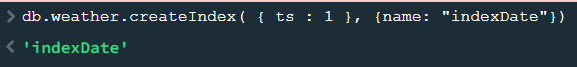 > db.weather.createIndex( { ts : 1 }, {name: "indexDate"})
< 'indexDate'